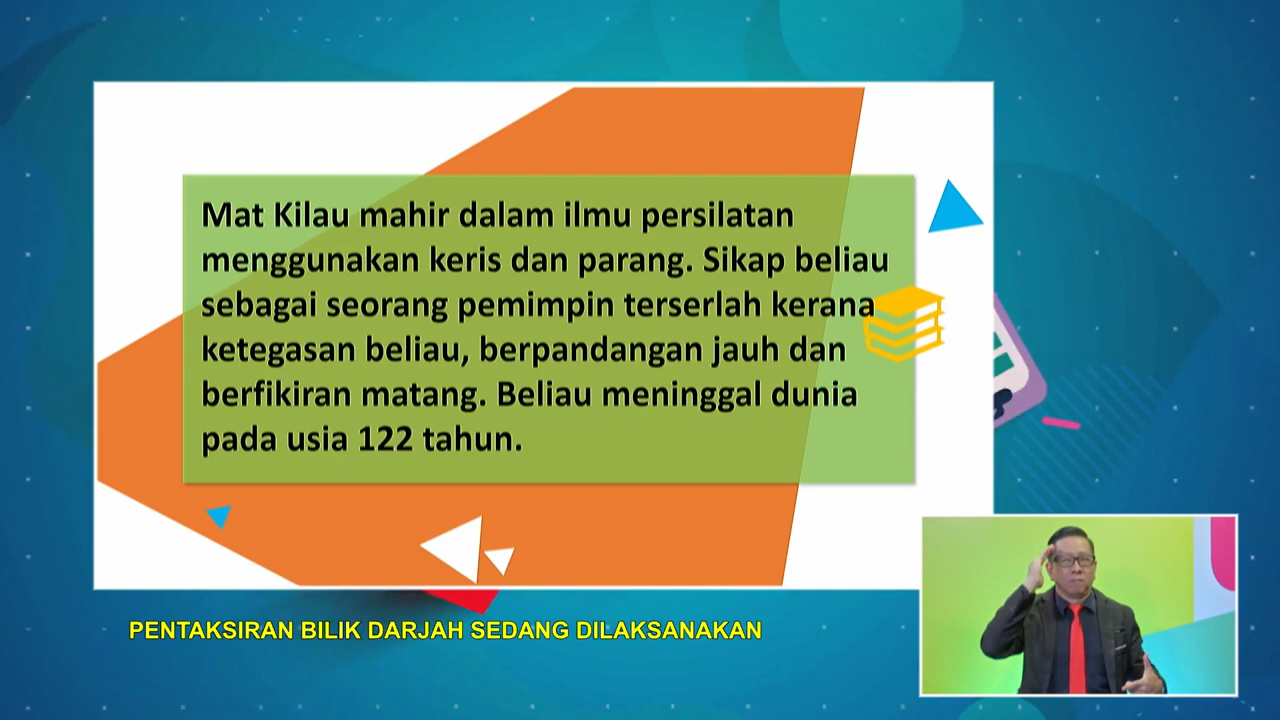 Mat Kilau mahir dalam ilmu persilatan
menggunakan keris dan parang. Sikap beliau
sebagai seorang pemimpin terserlah kerana
ketegasan beliau, berpandangan jauh dan
berfikiran matang. Beliau meninggal dunia
pada usia 122 tahun.
PENTAKSIRAN BILIK DARJAH SEDANG DILAKSANAKAN